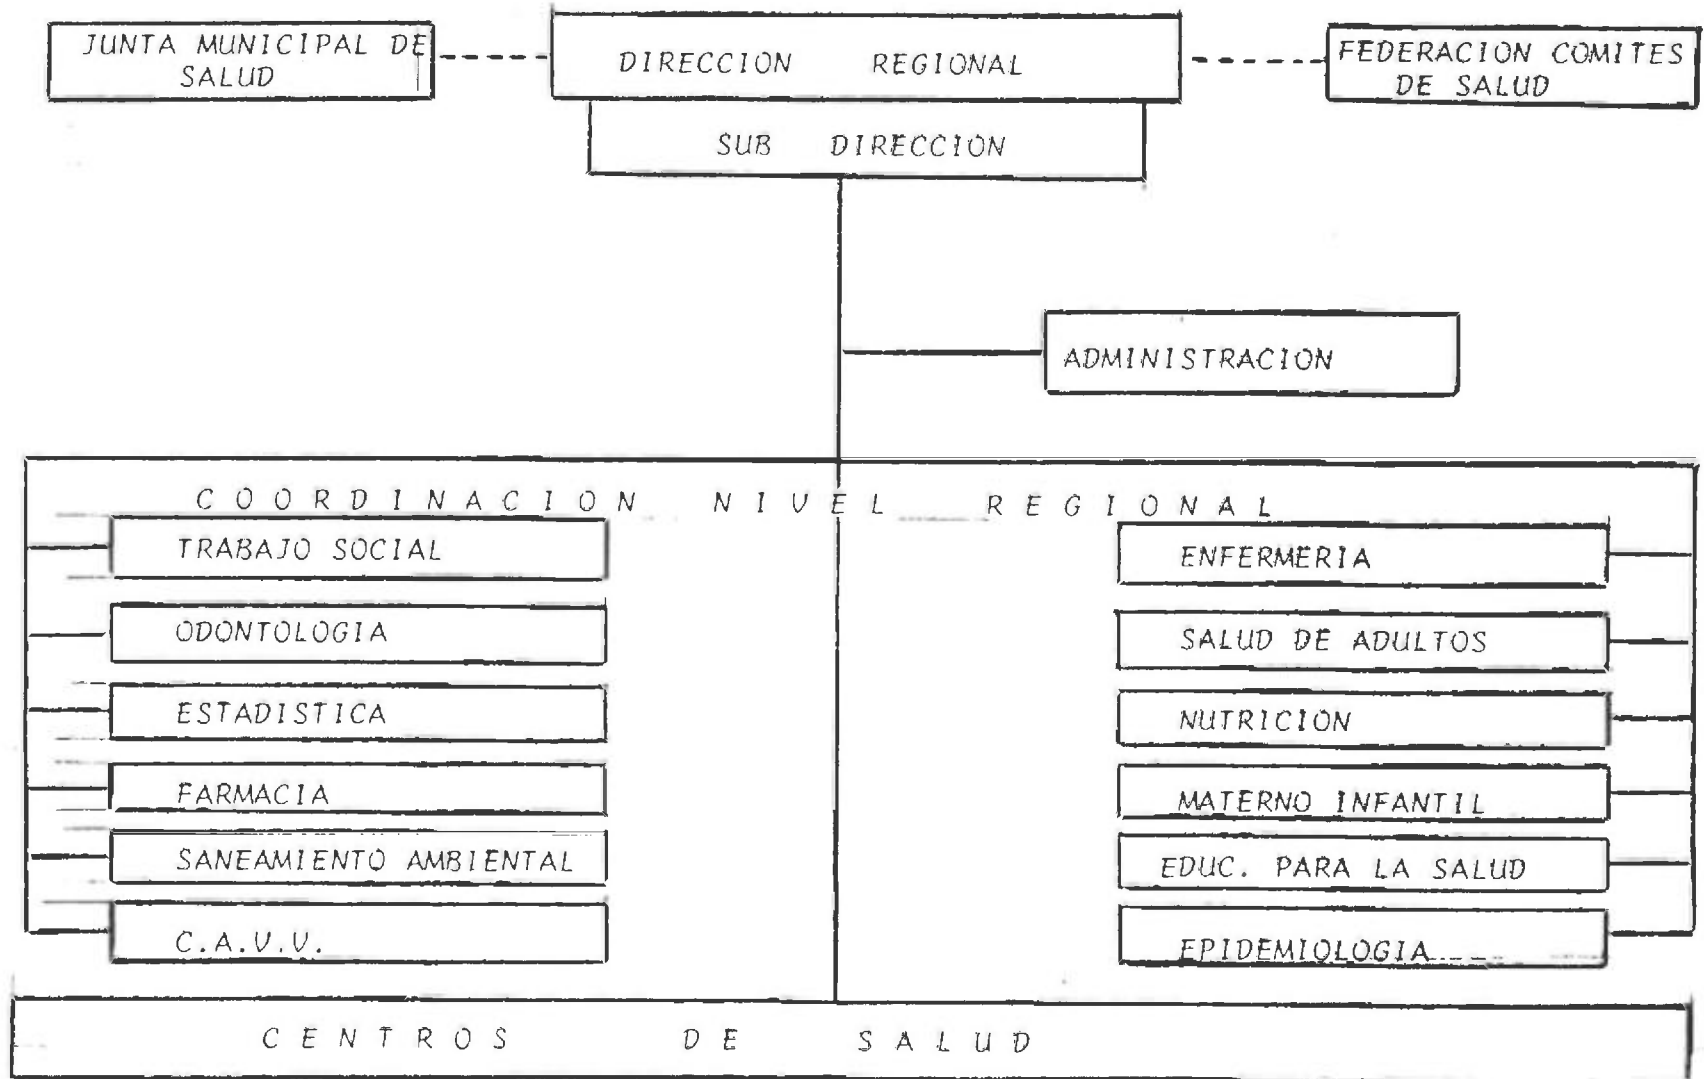 JUNTA MUNICIPAL DE
SALUD
DIRECCION REGIONAL
FEDERACION COMITES
DE SALUD
SUB DIRECCION
ADMINISTRACION
COORDINACION NIVEL REGIONAL
TRABAJO SOCIAL
ODONTOLOGIA
ESTADISTICA
FARMACIA
SANEAMIENTO AMBIENTAL
C.A.V.V.
ENFERMERIA
SALUD DE ADULTOS
NUTRICION
MATERNO INFANTIL
EDUC. PARA LA SALUD
EPIDEMIOLOGIA
CENTROS DE SALUD